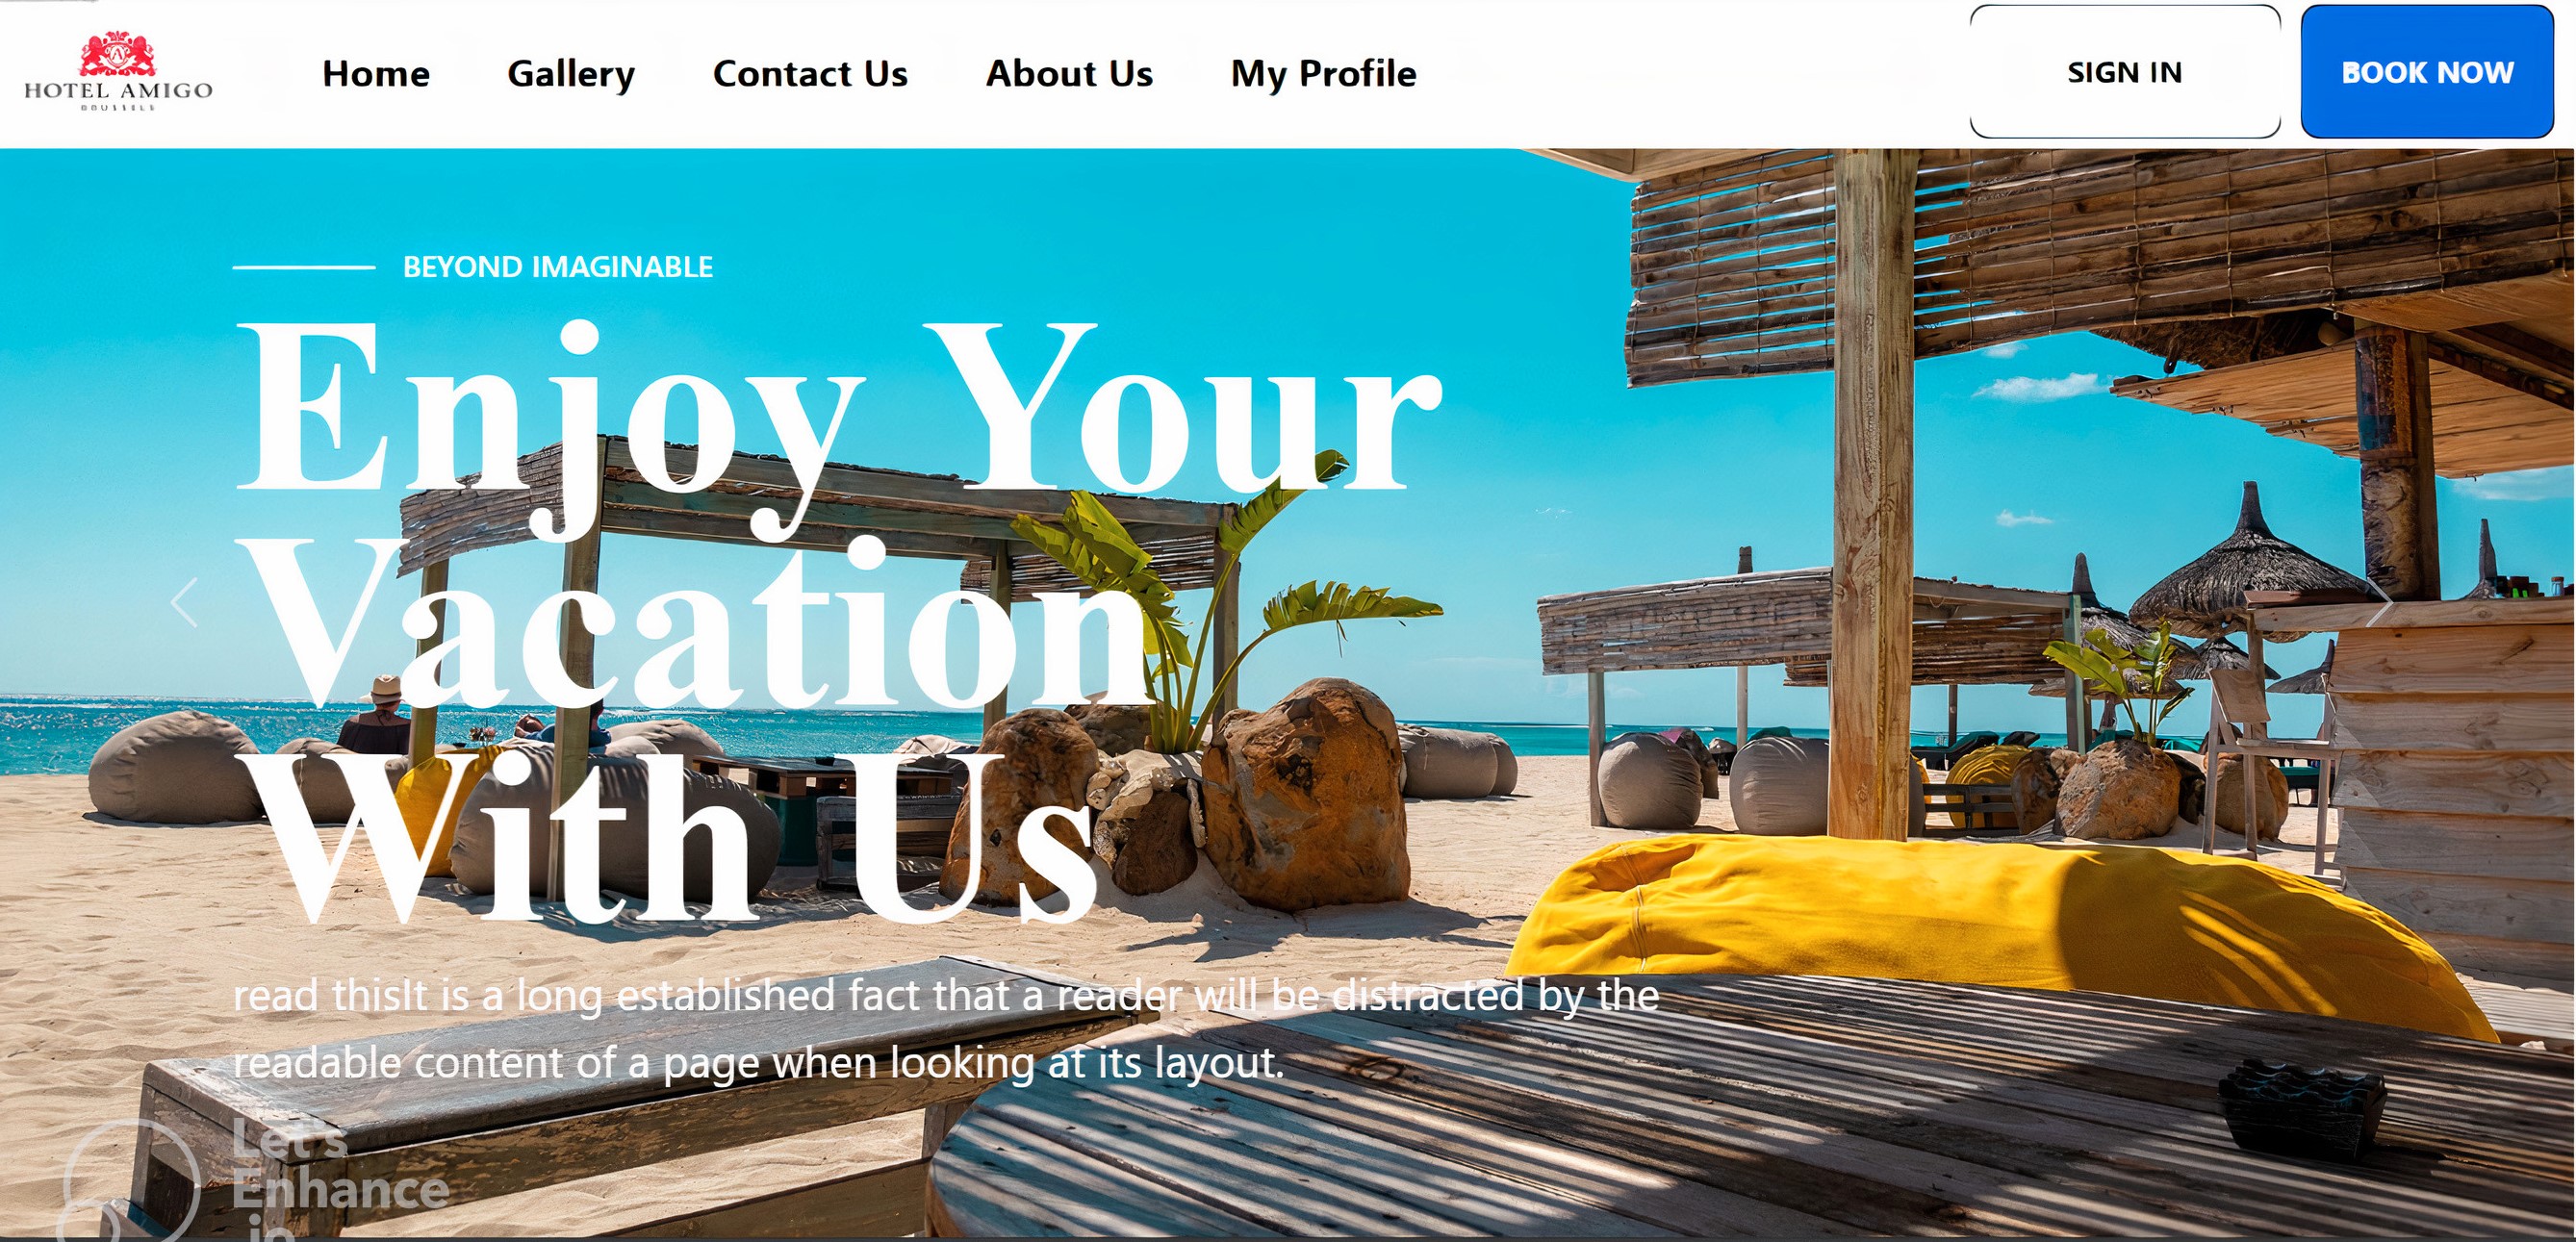 HOTEL AMIGO
Home Gallery Contact Us About Us My Profile SIGN IN BOOK NOW
BEYOND IMAGINABLE
Enjoy Your
Vacation
With Us
read thisIt is a long established fact that a reader will be distracted by the
readable content of a page when looking at its layout.
Let's
Enhance